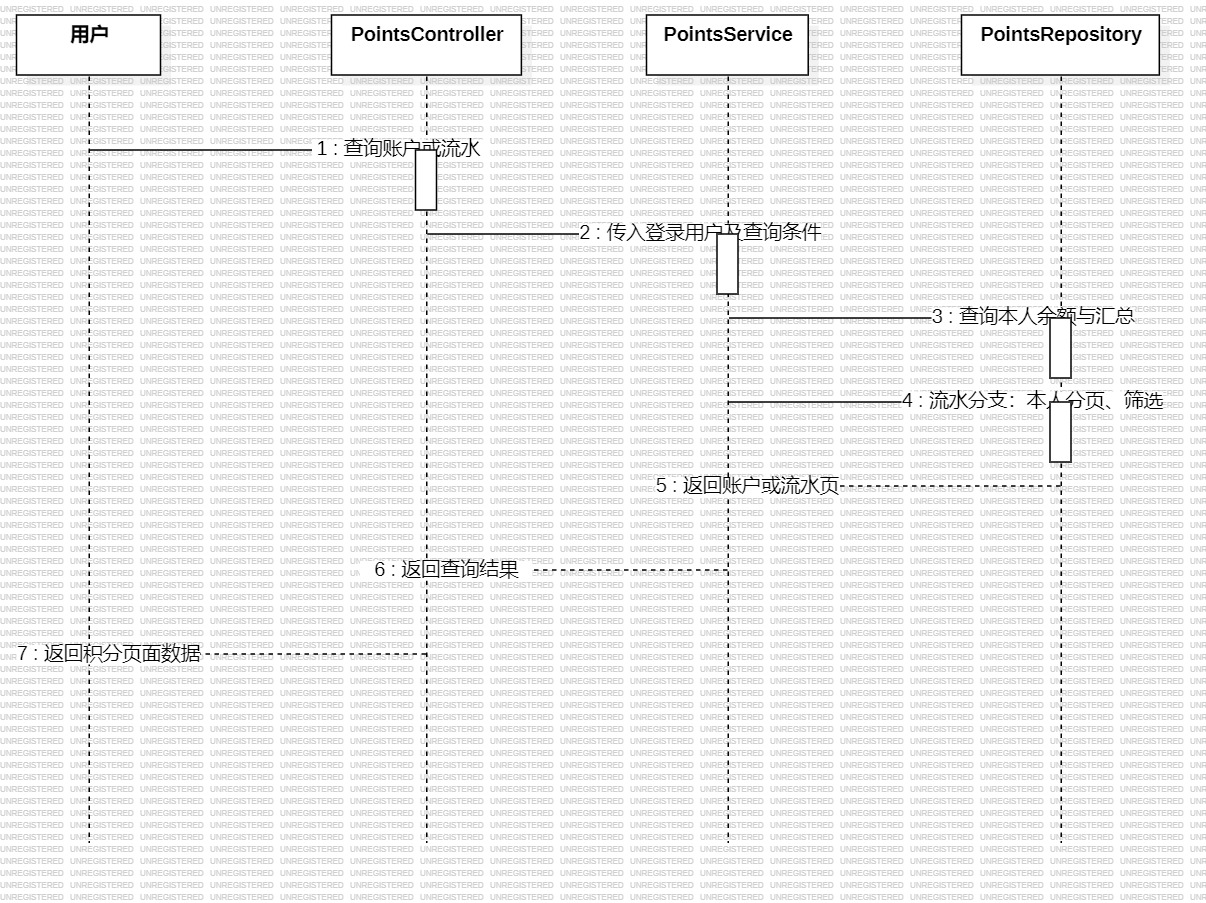 用户
PointsController
PointsService
PointsRepository
1 : 查询账户或流水
2 : 传入登录用户及查询条件
3 : 查询本人余额与汇总
4 : 流水分支：本人分页、筛选
5 : 返回账户或流水页
6 : 返回查询结果
7 : 返回积分页面数据
UNREGISTERED